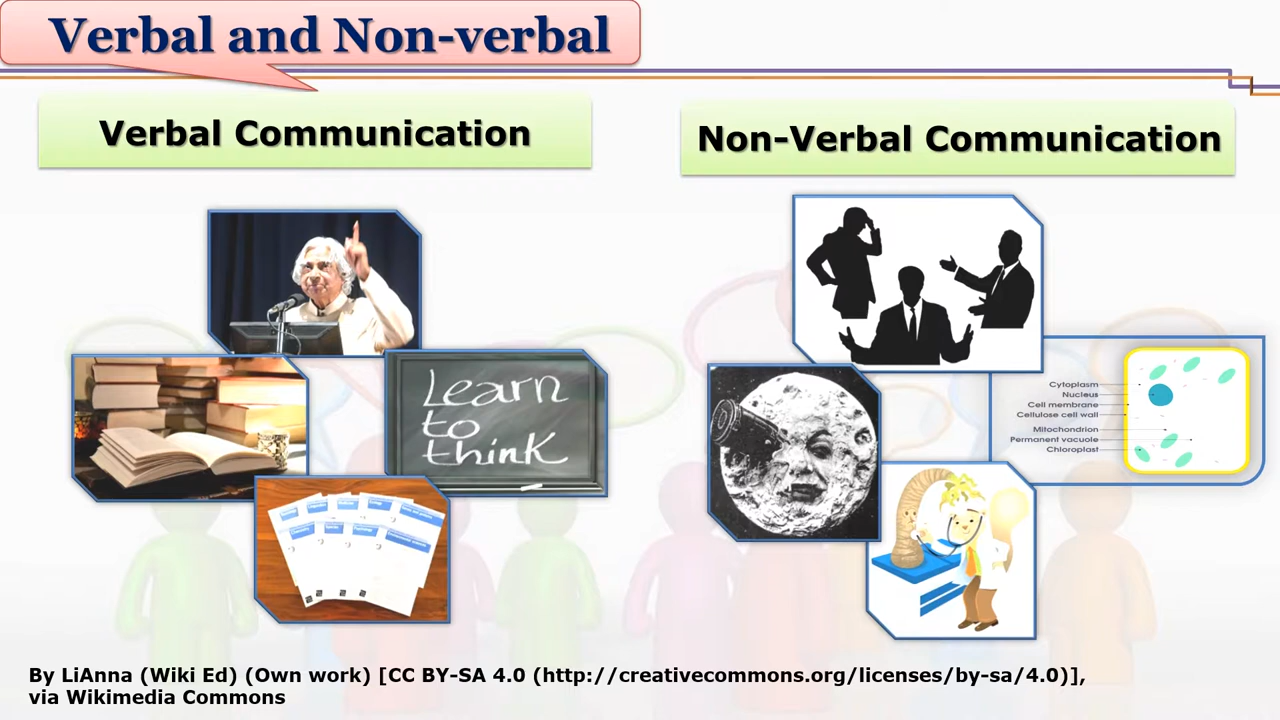 Verbal and Non-verbal
Verbal Communication
Non-Verbal Communication
Learn
to
think
Cytoplasm
Nucleus
Cell membrane
Cellulose cell wall
Mitochondrion
Permanent vacuole
Chloroplast
By LiAnna (Wiki Ed) (Own work) [CC BY-SA 4.0 (http://creativecommons.org/licenses/by-sa/4.0)],
via Wikimedia Commons